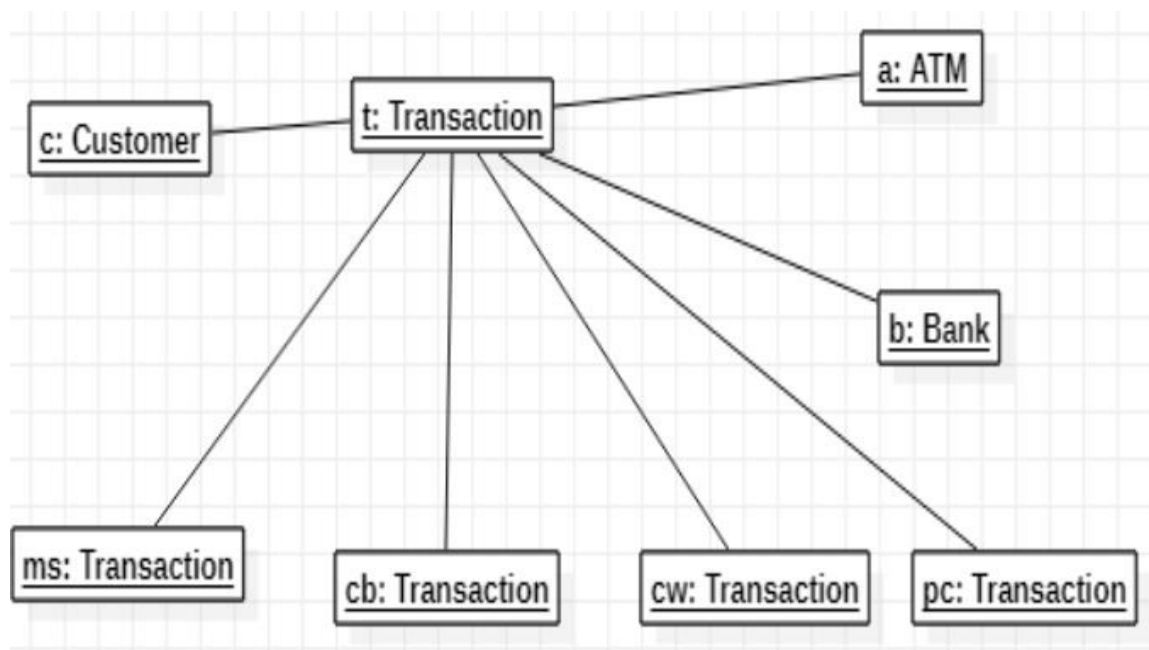 a: ATM
t: Transaction
c: Customer
b: Bank
ms: Transaction
cb: Transaction
cw: Transaction
pc: Transaction